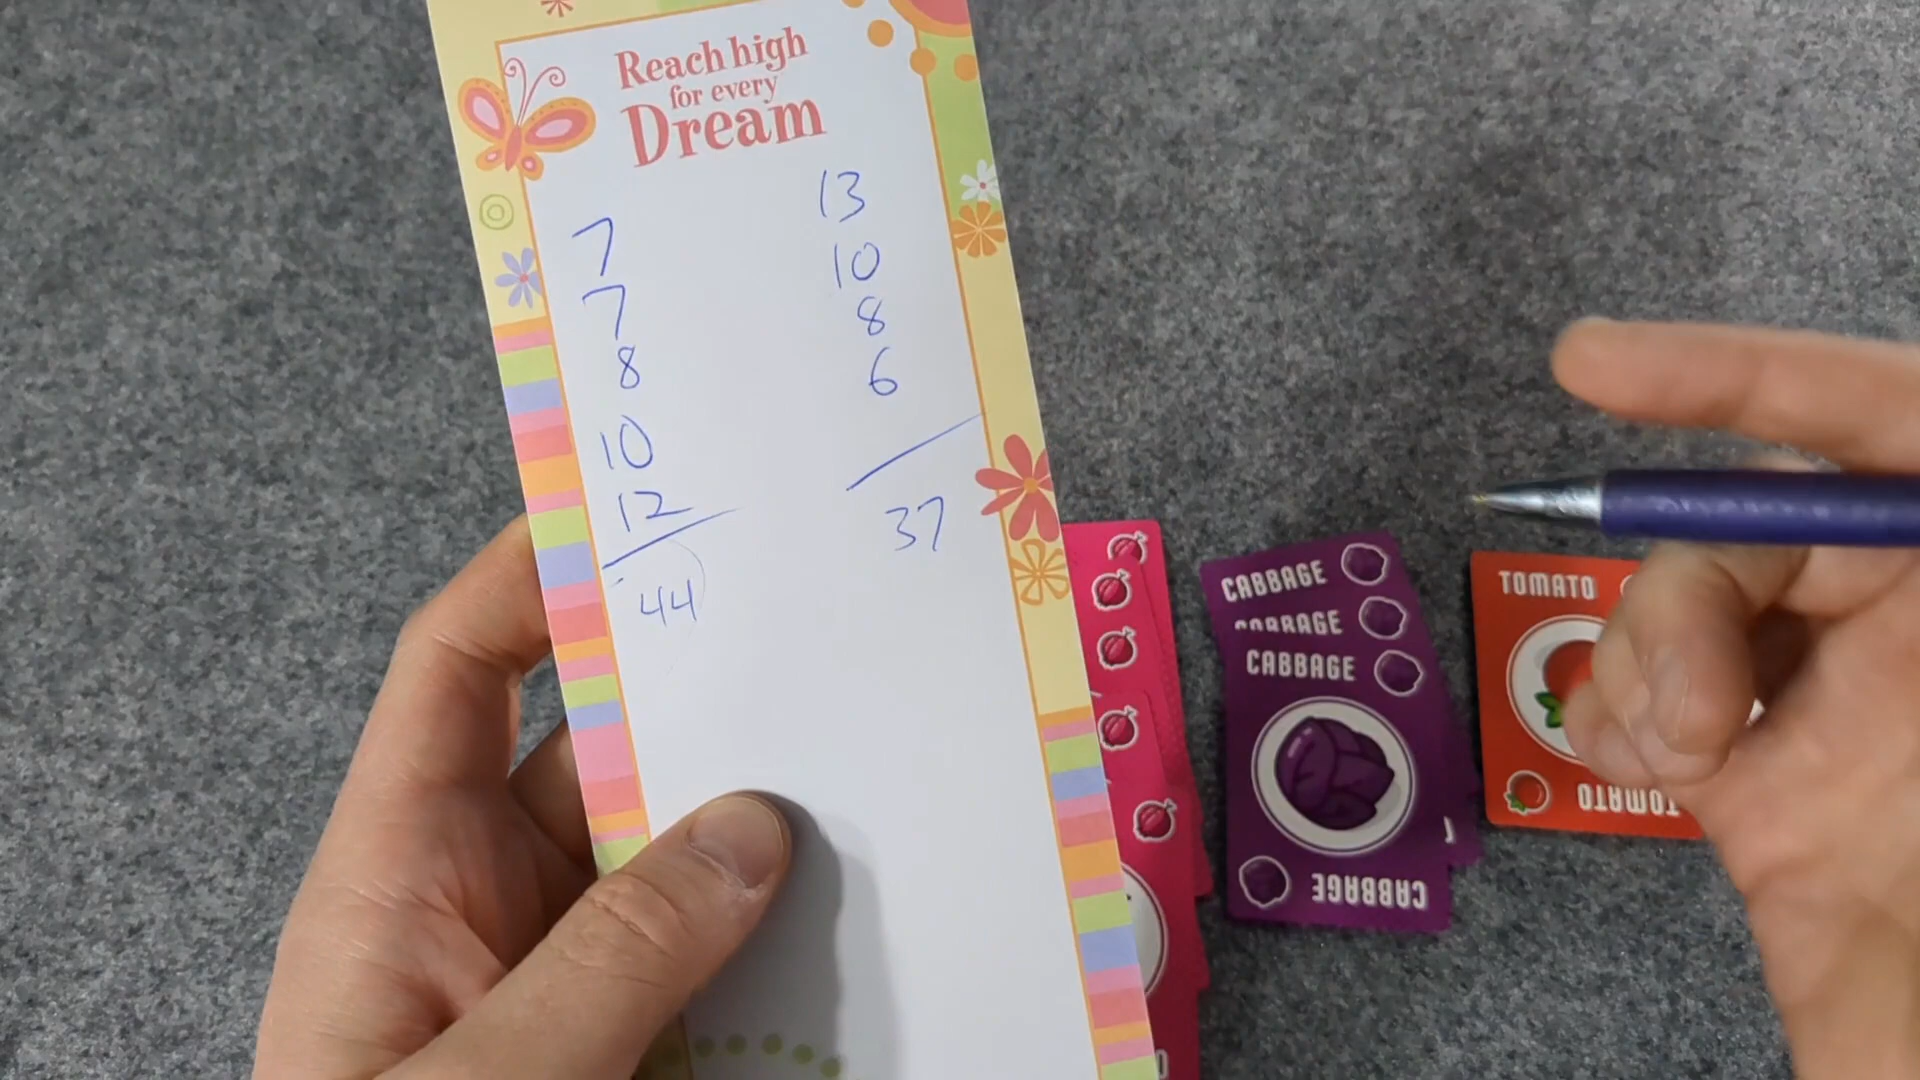 Reach high
for every
Dream
7
7
8
10
12
44
13
10
8
6
37
CABBAGE
CABBAGE
CABBAGE
CABBAGE
TOMATO
TOMATO